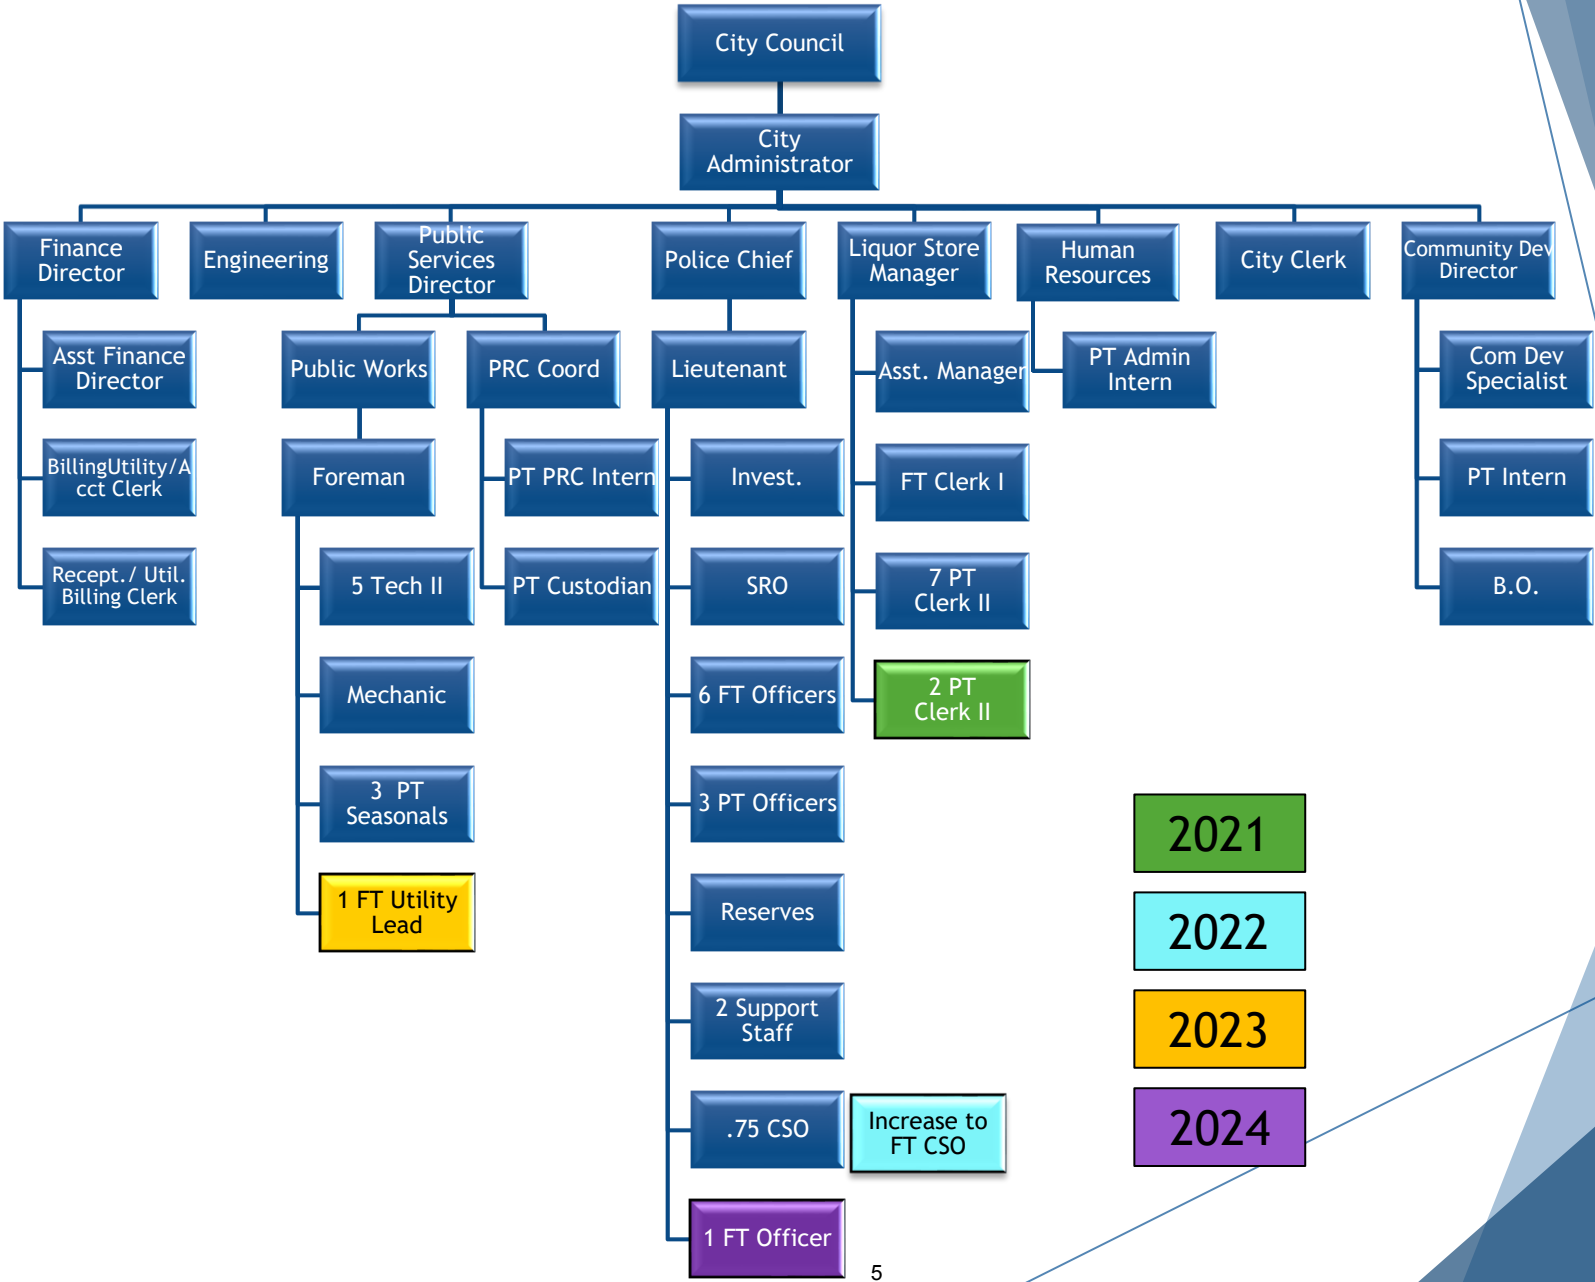 City Council
City
Administrator
Finance
Director
Engineering
Public
Services
Director
Police Chief
Liquor Store
Manager
Human
Resources
City Clerk
Community Dev
Director
Asst Finance
Director
BillingUtility/A
cct Clerk
Recept./ Util.
Billing Clerk
Public Works
Foreman
5 Tech II
Mechanic
3  PT
Seasonals
1 FT Utility
Lead
PRC Coord
PT PRC Intern
PT Custodian
Lieutenant
Invest.
SRO
6 FT Officers
3 PT Officers
Reserves
2 Support
Staff
.75 CSO
Increase to
FT CSO
1 FT Officer
Asst. Manager
FT Clerk I
7 PT
Clerk II
2 PT
Clerk II
PT Admin
Intern
Com Dev
Specialist
PT Intern
B.O.
2021
2022
2023
2024
5